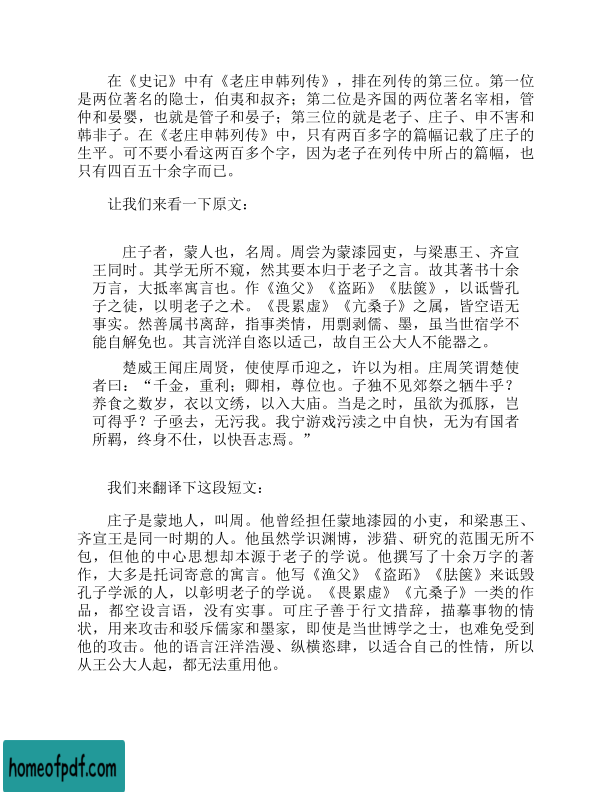 在《史记》中有《老庄申韩列传》，排在列传的第三位。第一位
是两位著名的隐士，伯夷和叔齐；第二位是齐国的两位著名宰相，管
仲和晏婴，也就是管子和晏子；第三位的就是老子、庄子、申不害和
韩非子。在《老庄申韩列传》中，只有两百多字的篇幅记载了庄子的
生平。可不要小看这两百多个字，因为老子在列传中所占的篇幅，也
只有四百五十余字而已。
让我们来看一下原文：
庄子者，蒙人也，名周。周尝为蒙漆园吏，与梁惠王、齐宣
王同时。其学无所不窥，然其要本归于老子之言。故其著书十余
万言，大抵率寓言也。作《渔父》《盗跖》《胠箧》，以诋訾孔
子之徒，以明老子之术。《畏累虚》《亢桑子》之属，皆空语无
事实。然善属书离辞，指事类情，用剽剥儒、墨，虽当世宿学不
能自解免也。其言洸洋自恣以适己，故自王公大人不能器之。
楚威王闻庄周贤，使使厚币迎之，许以为相。庄周笑谓楚使
者曰：“千金，重利；卿相，尊位也。子独不见郊祭之牺牛乎？
养食之数岁，衣以文绣，以入大庙。当是之时，虽欲为孤豚，岂
可得乎？子亟去，无污我。我宁游戏污渎之中自快，无为有国者
所羁，终身不仕，以快吾志焉。”
我们来翻译下这段短文：
庄子是蒙地人，叫周。他曾经担任蒙地漆园的小吏，和梁惠王、
齐宣王是同一时期的人。他虽然学识渊博，涉猎、研究的范围无所不
包，但他的中心思想却本源于老子的学说。他撰写了十余万字的著
作，大多是托词寄意的寓言。他写《渔父》《盗跖》《胠箧》来诋毁
孔子学派的人，以彰明老子的学说。《畏累虚》《亢桑子》一类的作
品，都空设言语，没有实事。可庄子善于行文措辞，描摹事物的情
状，用来攻击和驳斥儒家和墨家，即使是当世博学之士，也难免受到
他的攻击。他的语言汪洋浩漫、纵横恣肆，以适合自己的性情，所以
从王公大人起，都无法重用他。
homeofpdf.com